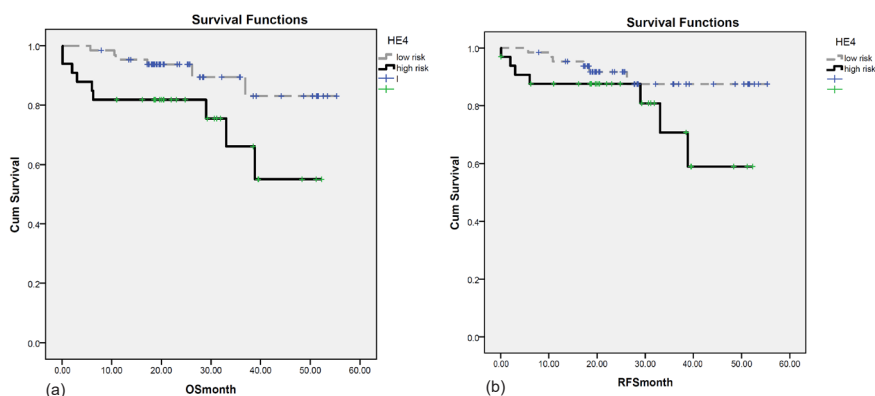 Survival Functions
HE4
low risk
high risk
I
1.0
0.8
0.6
0.4
0.2
0.0
Cum Survival
0.00 10.00 20.00 30.00 40.00 50.00 60.00
OSmonth
(a)
Survival Functions
HE4
low risk
high risk
1.0
0.8
0.6
0.4
0.2
0.0
Cum Survival
0.00 10.00 20.00 30.00 40.00 50.00 60.00
RFSmonth
(b)